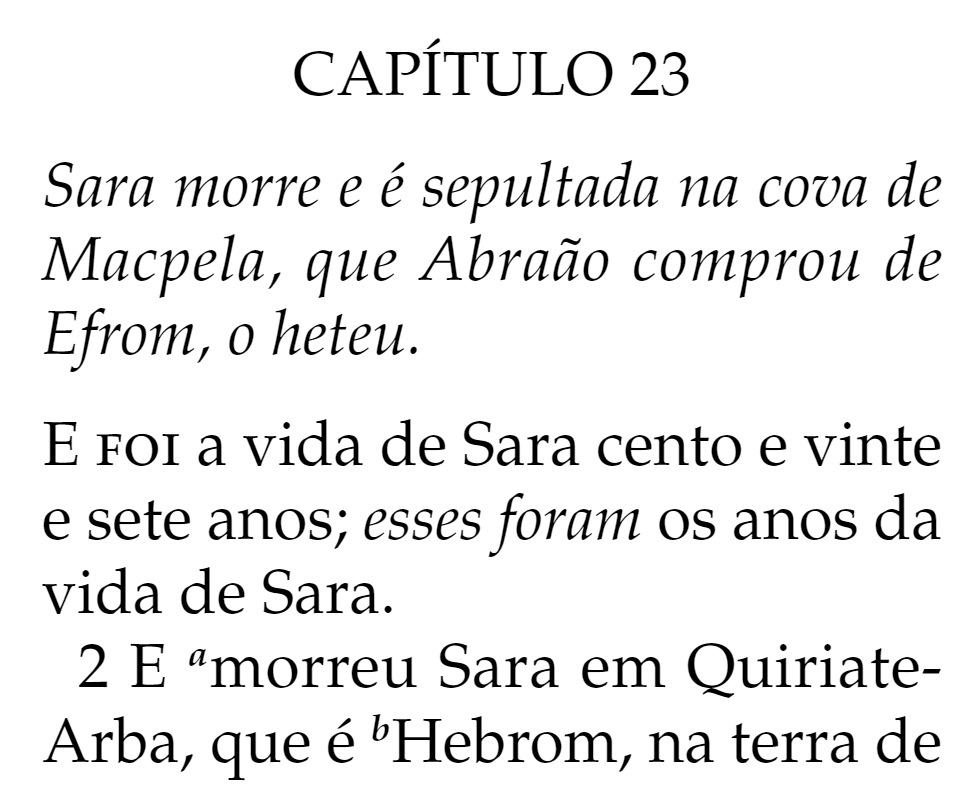 CAPÍTULO 23
Sara morre e é sepultada na cova de
Macpela, que Abraão comprou de
Efrom, o heteu.
E FOI a vida de Sara cento e vinte
e sete anos; esses foram os anos da
vida de Sara.
2 E ᵃmorreu Sara em Quiriate-
Arba, que é ᵇHebrom, na terra de